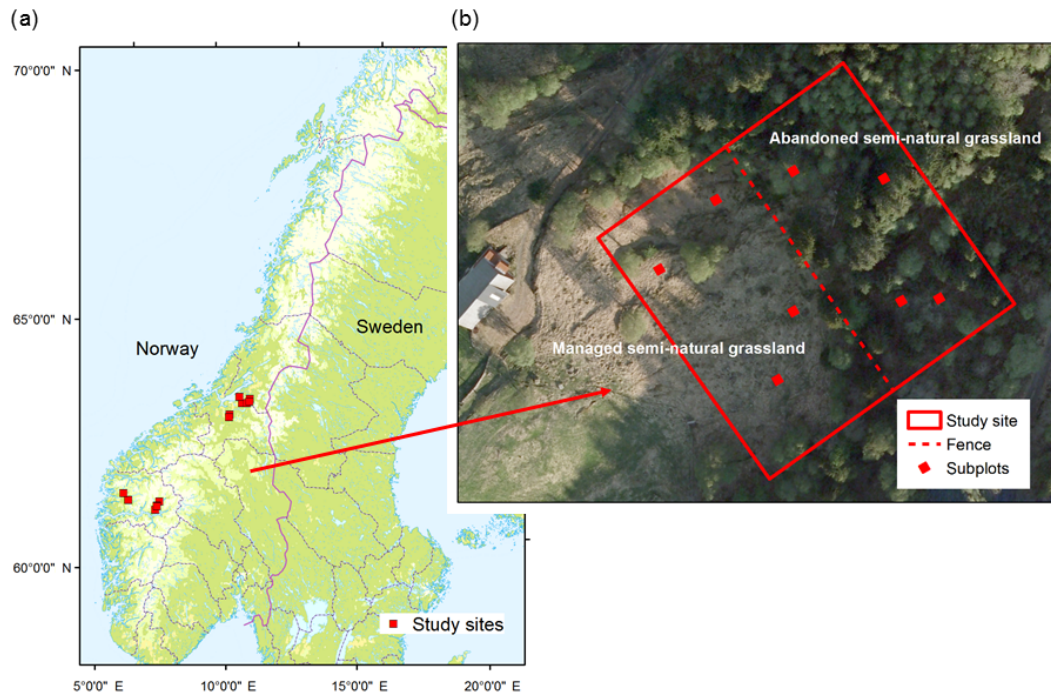 (a)
(b)
70°0'0"  N
65°0'0"  N
60°0'0"  N
Norway
Sweden
Study sites
5°0'0"  E
10°0'0"  E
15°0'0"  E
20°0'0"  E
Abandoned semi-natural grassland
Managed semi-natural grassland
Study site
Fence
Subplots